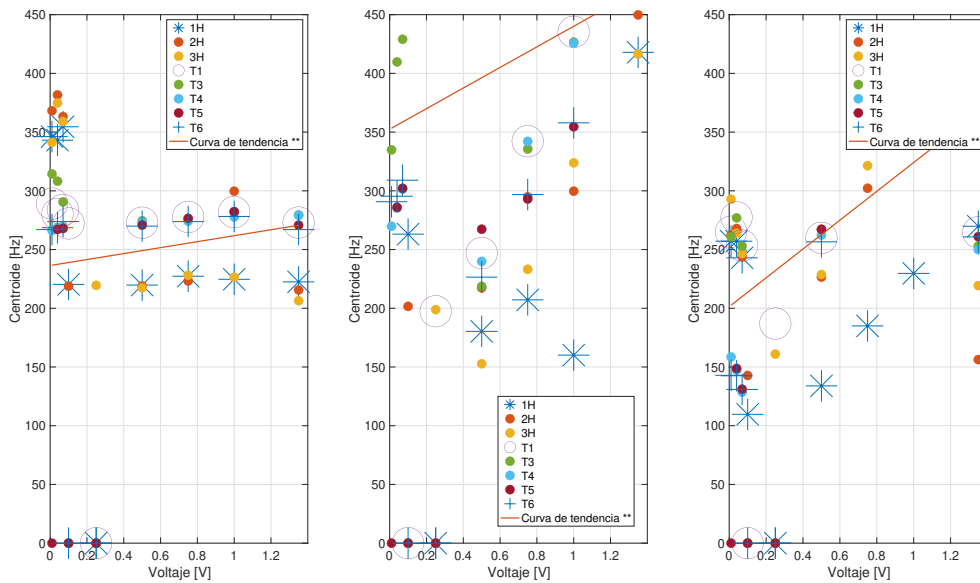 450
400
350
300
250
200
150
100
50
0
Centroide [Hz]
0 0.2 0.4 0.6 0.8 1 1.2
Voltaje [V]
1H
2H
3H
T1
T3
T4
T5
T6
Curva de tendencia **
450
400
350
300
250
200
150
100
50
0
Centroide [Hz]
0 0.2 0.4 0.6 0.8 1 1.2
Voltaje [V]
1H
2H
3H
T1
T3
T4
T5
T6
Curva de tendencia **
450
400
350
300
250
200
150
100
50
0
Centroide [Hz]
0 0.2 0.4 0.6 0.8 1 1.2
Voltaje [V]
1H
2H
3H
T1
T3
T4
T5
T6
Curva de tendencia **